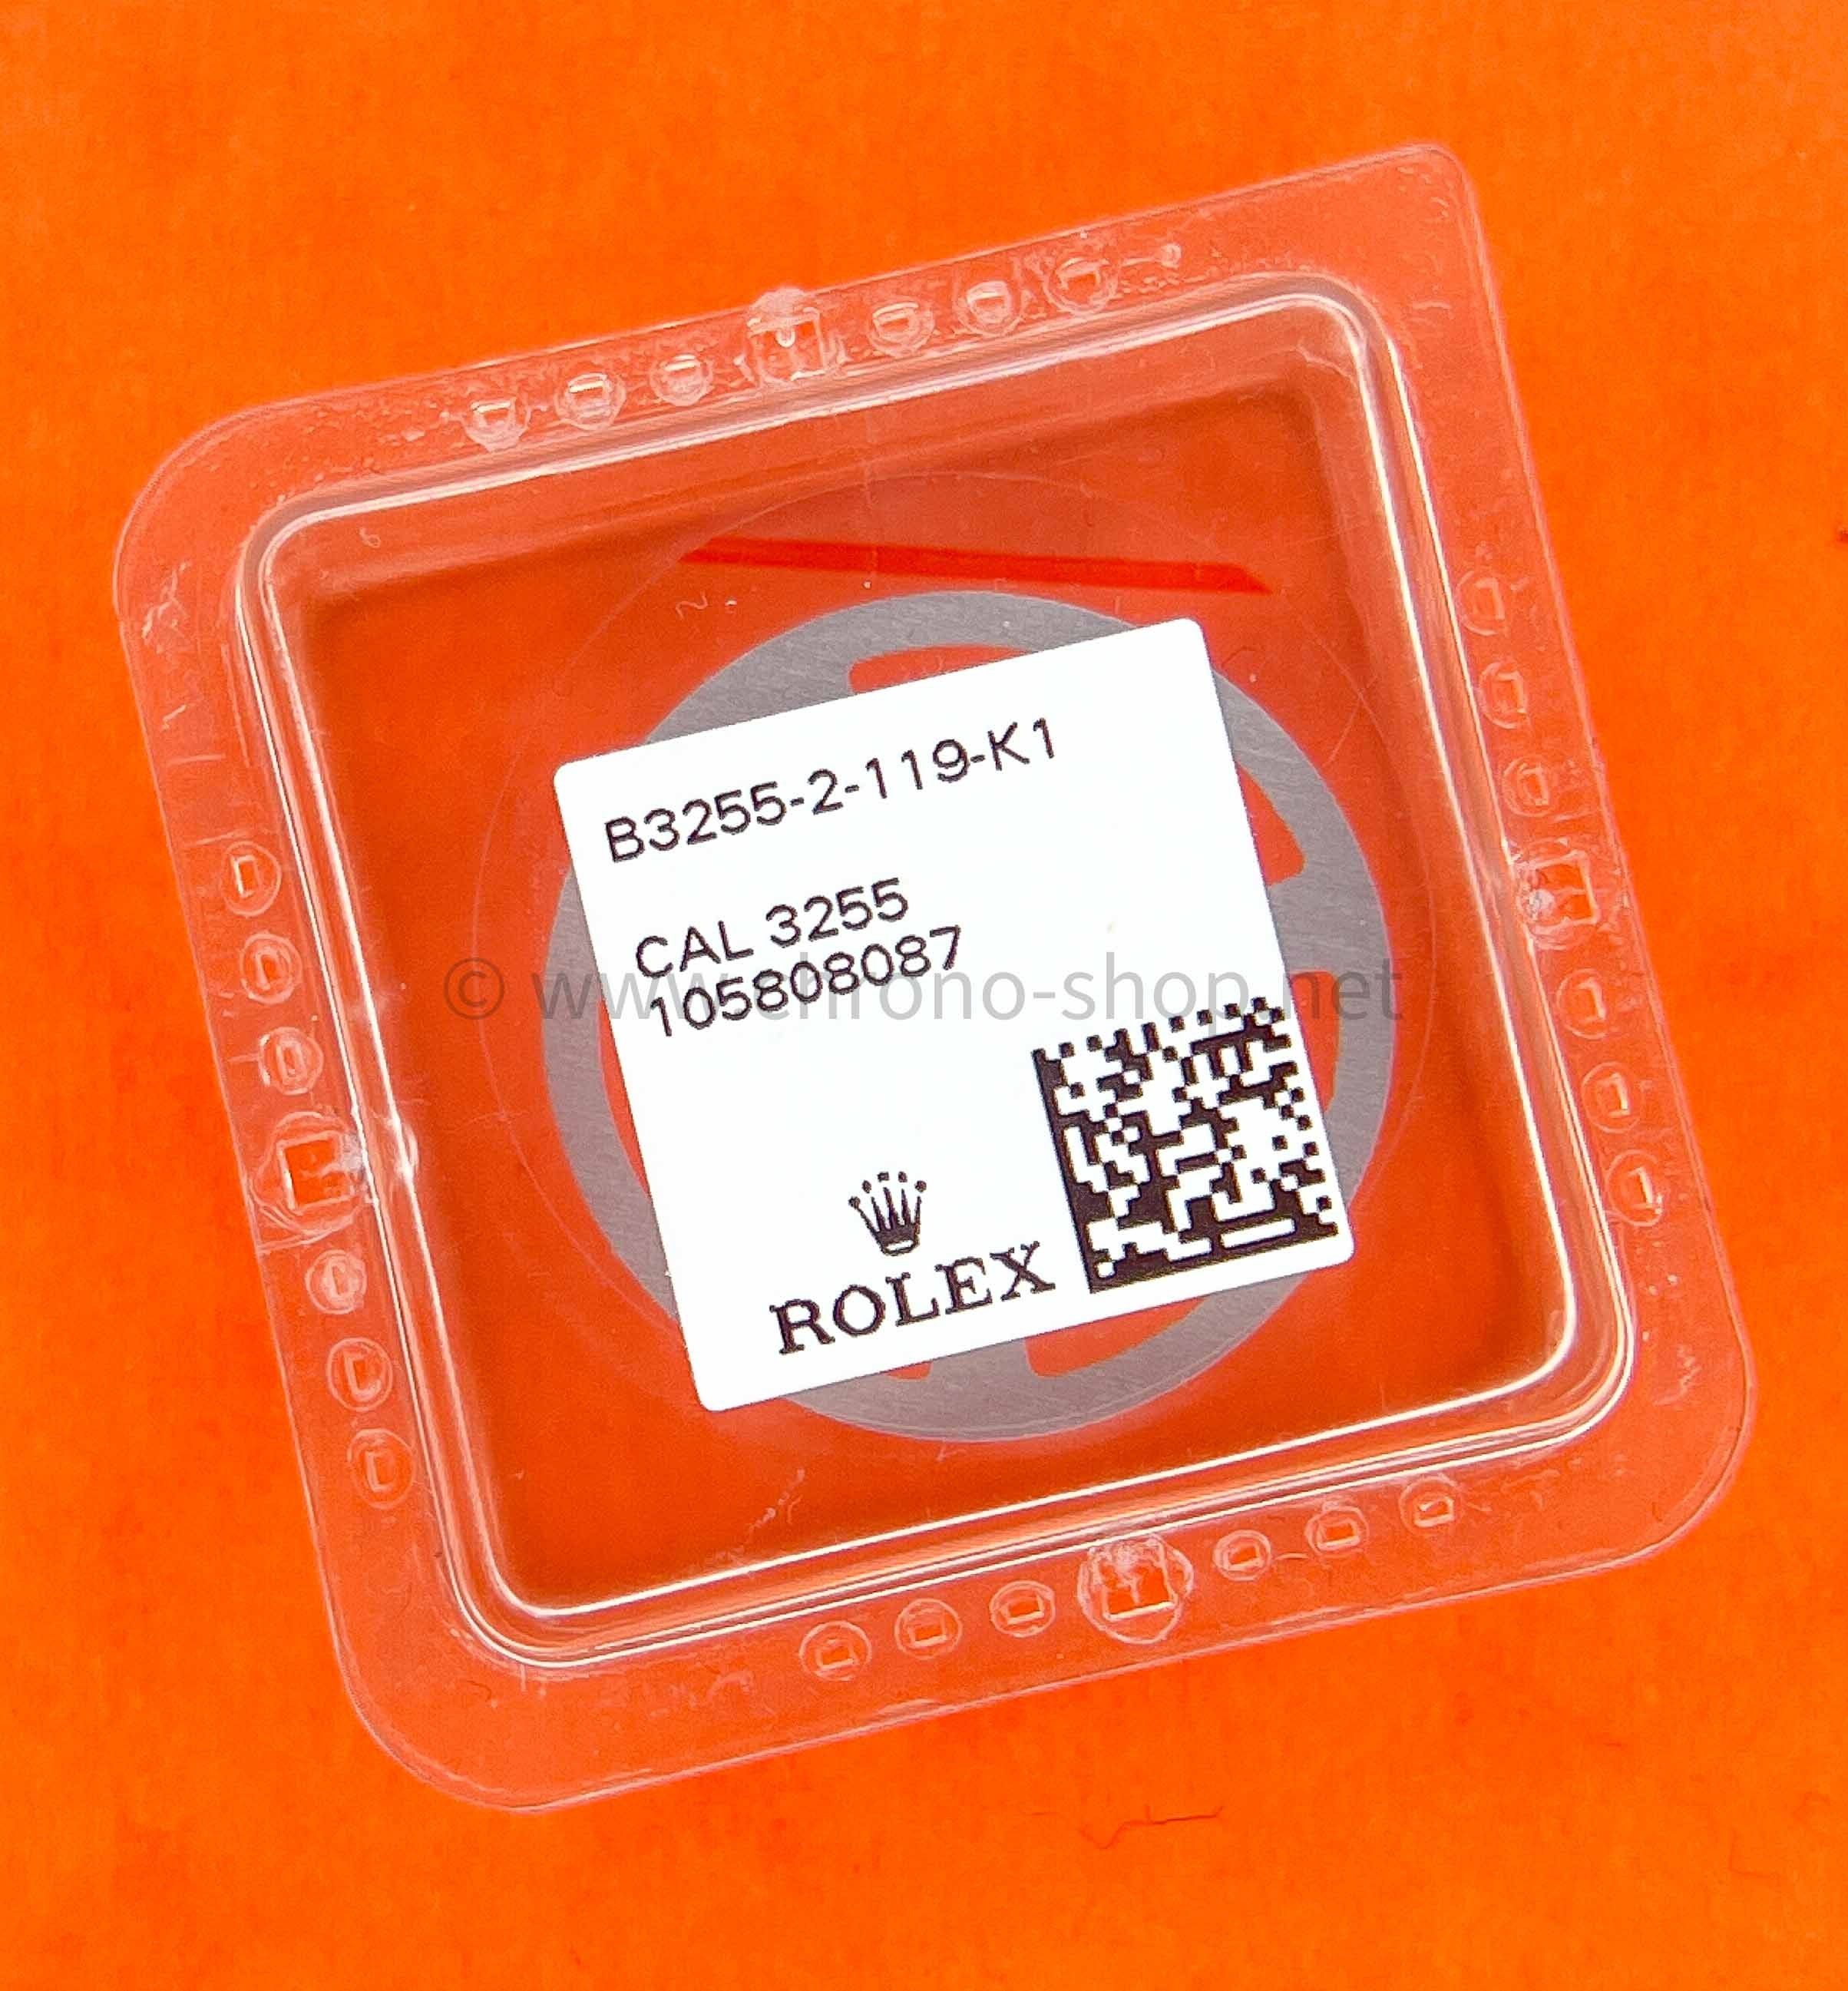 B3255-2-119-K1
CAL 3255
105808087
© www.chrono-shop.net
ROLEX